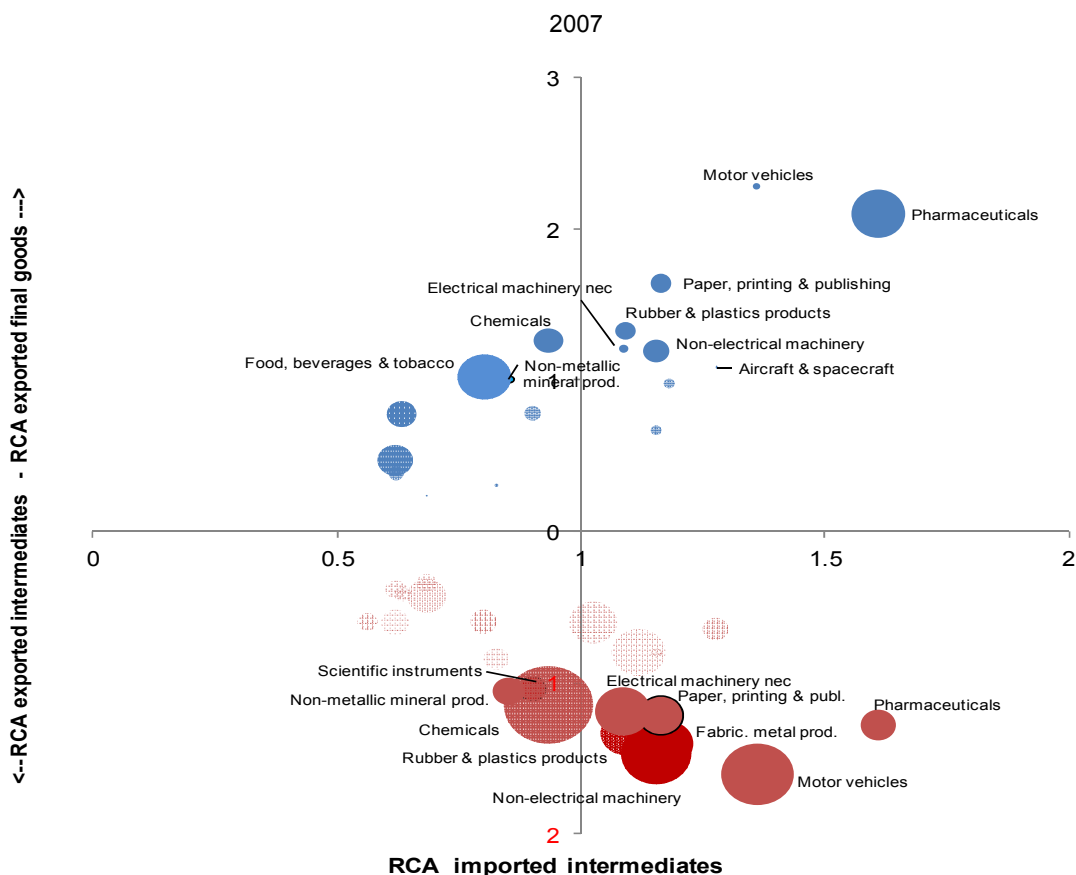 2007
3
Motor vehicles
Pharmaceuticals
2
Paper, printing & publishing
Electrical machinery nec
Rubber & plastics products
Chemicals
Non-electrical machinery
Food, beverages & tobacco
Non-metallic
mineral prod.
Aircraft & spacecraft
1
<--RCA exported intermediates - RCA exported final goods --->
0
0
0.5
1
1.5
2
Scientific instruments
1
Electrical machinery nec
Non-metallic mineral prod.
Paper, printing & publ.
Pharmaceuticals
Chemicals
Fabric. metal prod.
Rubber & plastics products
Motor vehicles
Non-electrical machinery
2
RCA imported intermediates